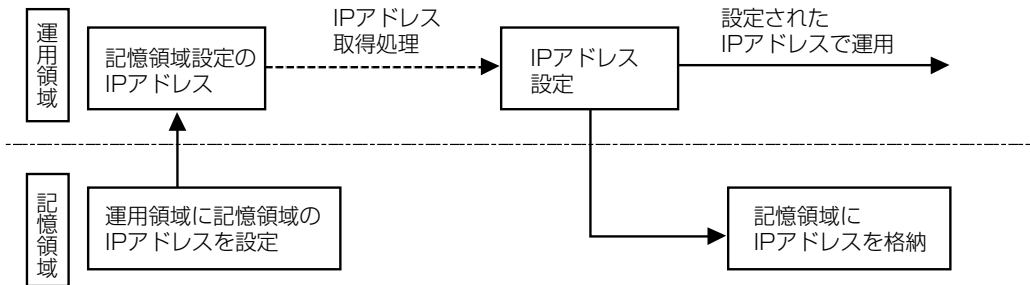 運用領域
記憶領域設定の
IPアドレス
IPアドレス
取得処理
IPアドレス
設定
設定された
IPアドレスで運用
記憶領域
運用領域に記憶領域の
IPアドレスを設定
記憶領域に
IPアドレスを格納